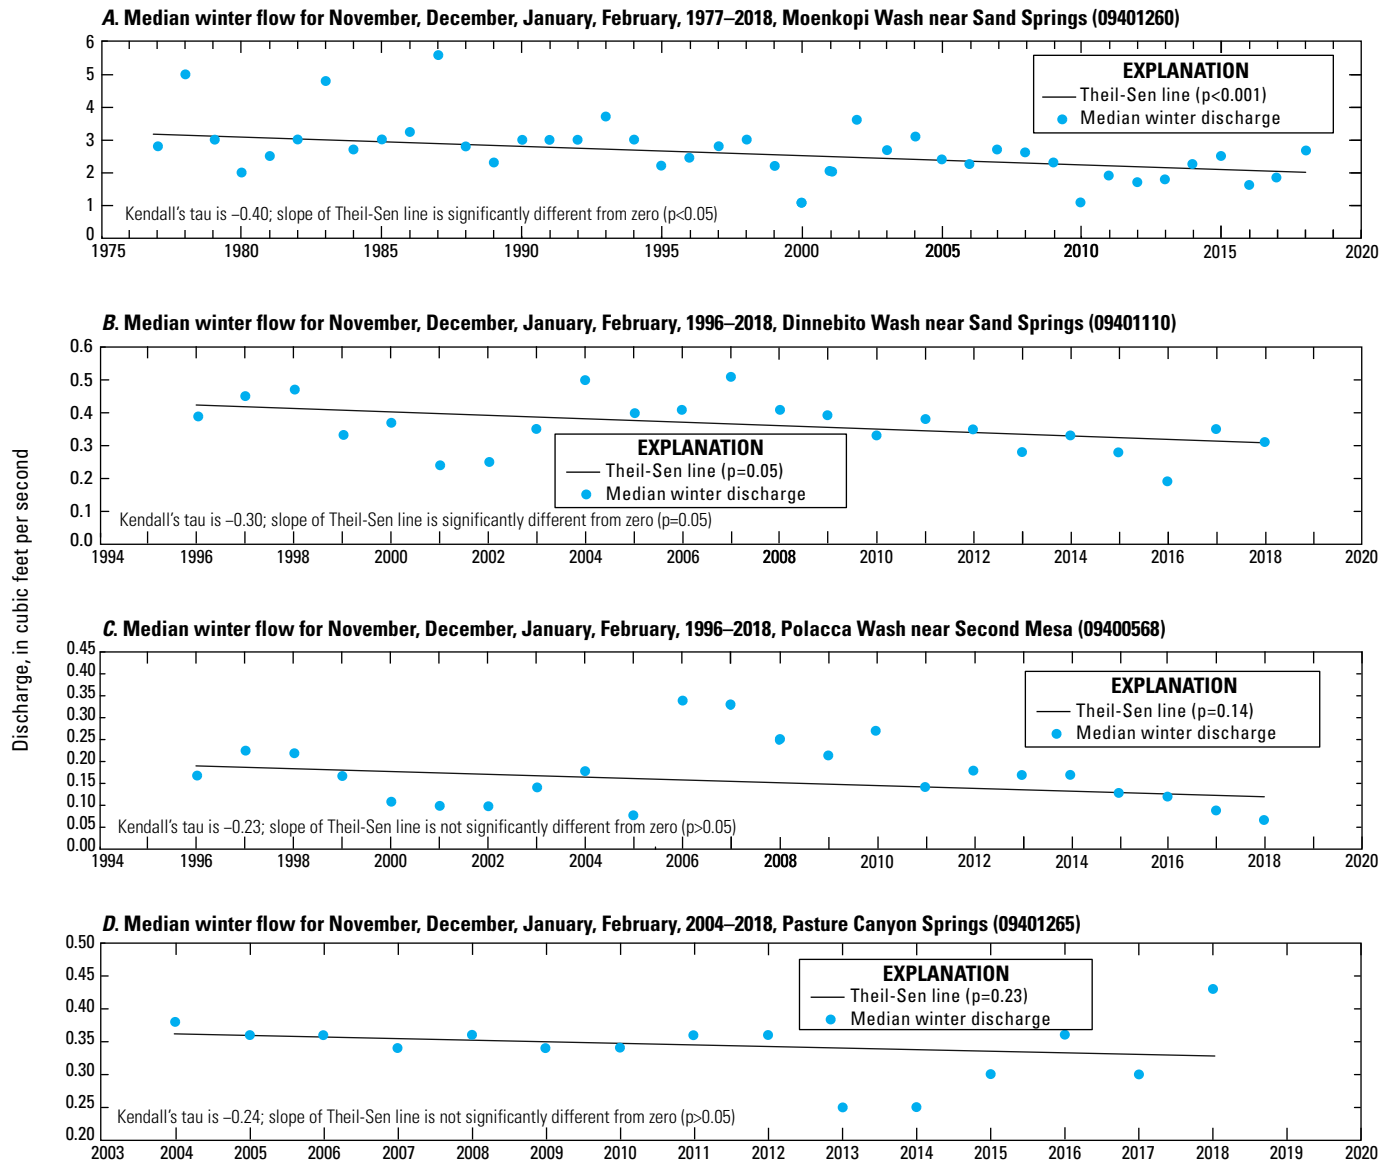 A. Median winter flow for November, December, January, February, 1977–2018, Moenkopi Wash near Sand Springs (09401260)
6
5
4
3
2
1
0
EXPLANATION
Theil-Sen line (p<0.001)
Median winter discharge
Kendall's tau is –0.40; slope of Theil-Sen line is significantly different from zero (p<0.05)
1975 1980 1985 1990 1995 2000 2005 2010 2015 2020
B. Median winter flow for November, December, January, February, 1996–2018, Dinnebito Wash near Sand Springs (09401110)
0.6
0.5
0.4
0.3
0.2
0.1
0.0
EXPLANATION
Theil-Sen line (p=0.05)
Median winter discharge
Kendall's tau is –0.30; slope of Theil-Sen line is significantly different from zero (p=0.05)
1994 1996 1998 2000 2002 2004 2006 2008 2010 2012 2014 2016 2018 2020
Discharge, in cubic feet per second
C. Median winter flow for November, December, January, February, 1996–2018, Polacca Wash near Second Mesa (09400568)
0.45
0.40
0.35
0.30
0.25
0.20
0.15
0.10
0.05
0.00
EXPLANATION
Theil-Sen line (p=0.14)
Median winter discharge
Kendall's tau is –0.23; slope of Theil-Sen line is not significantly different from zero (p>0.05)
1994 1996 1998 2000 2002 2004 2006 2008 2010 2012 2014 2016 2018 2020
D. Median winter flow for November, December, January, February, 2004–2018, Pasture Canyon Springs (09401265)
0.50
0.45
0.40
0.35
0.30
0.25
0.20
EXPLANATION
Theil-Sen line (p=0.23)
Median winter discharge
Kendall's tau is –0.24; slope of Theil-Sen line is not significantly different from zero (p>0.05)
2003 2004 2005 2006 2007 2008 2009 2010 2011 2012 2013 2014 2015 2016 2017 2018 2019 2020